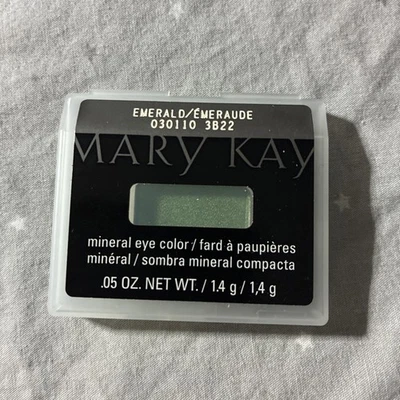 EMERALD/ÉMERAUDE
030110 3B22
MARY KAY
mineral eye color / fard à paupières
minéral / sombra mineral compacta
.05 OZ. NET WT. / 1.4 g / 1,4 g